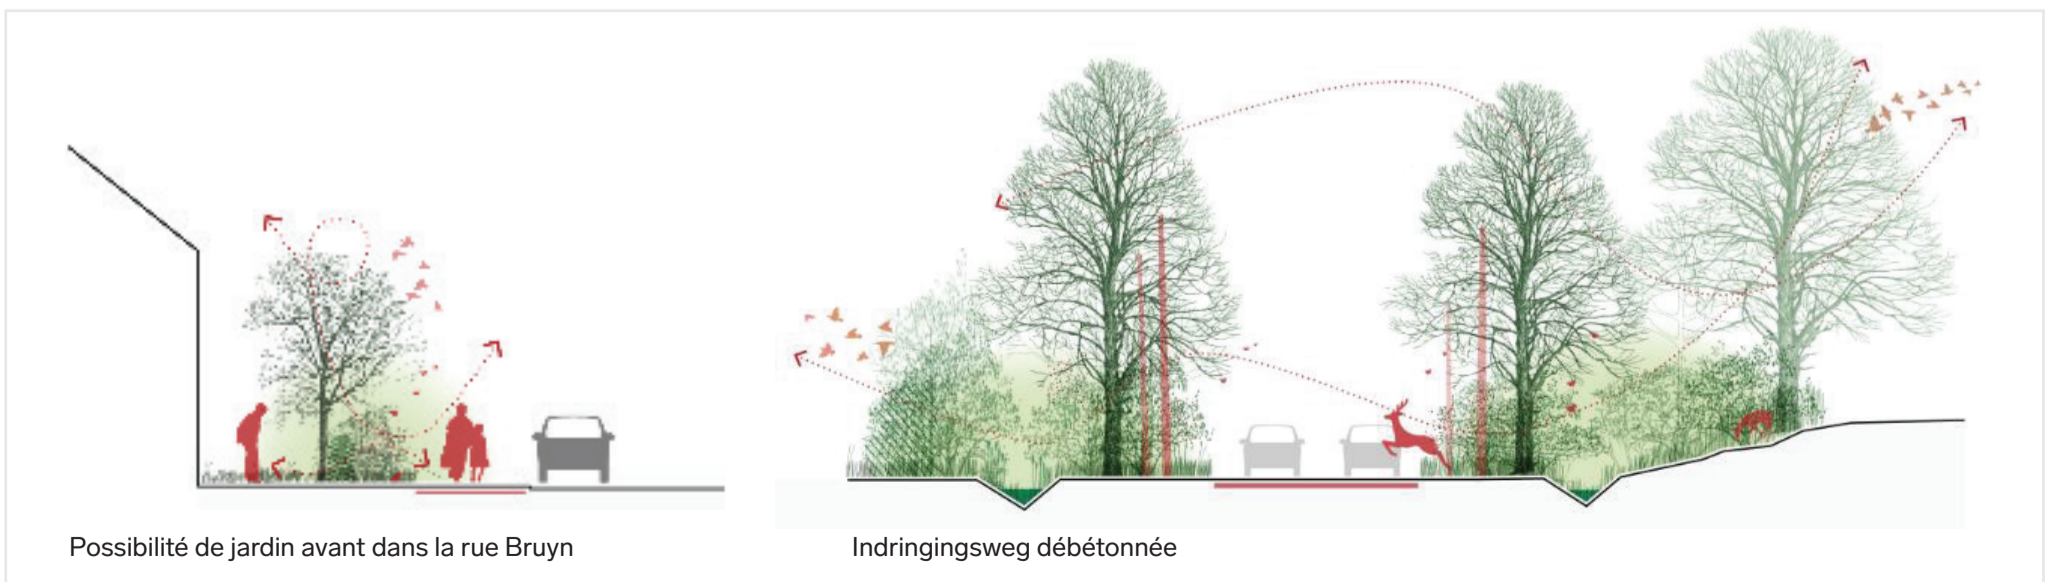 Possibilité de jardin avant dans la rue Bruyn
Indringingsweg débétonnée